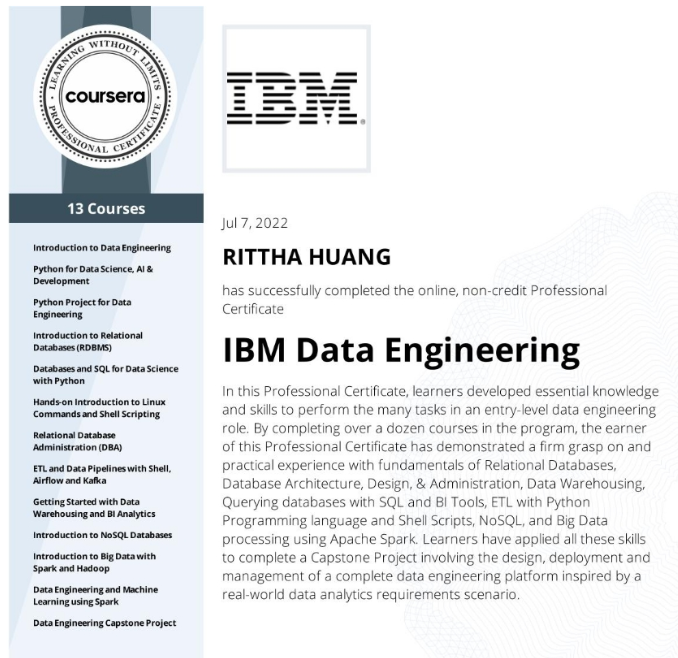 LEARNING WITHOUT LIMITS
coursera
PROFESSIONAL CERTIFICATE
13 Courses
Introduction to Data Engineering
Python for Data Science, AI &
Development
Python Project for Data
Engineering
Introduction to Relational
Databases (RDBMS)
Databases and SQL for Data Science
with Python
Hands-on Introduction to Linux
Commands and Shell Scripting
Relational Database
Administration (DBA)
ETL and Data Pipelines with Shell,
Airflow and Kafka
Getting Started with Data
Warehousing and BI Analytics
Introduction to NoSQL Databases
Introduction to Big Data with
Spark and Hadoop
Data Engineering and Machine
Learning using Spark
Data Engineering Capstone Project
IBM®
Jul 7, 2022
RITTHA HUANG
has successfully completed the online, non-credit Professional
Certificate
IBM Data Engineering
In this Professional Certificate, learners developed essential knowledge
and skills to perform the many tasks in an entry-level data engineering
role. By completing over a dozen courses in the program, the earner
of this Professional Certificate has demonstrated a firm grasp on and
practical experience with fundamentals of Relational Databases,
Database Architecture, Design, & Administration, Data Warehousing,
Querying databases with SQL and BI Tools, ETL with Python
Programming language and Shell Scripts, NoSQL, and Big Data
processing using Apache Spark. Learners have applied all these skills
to complete a Capstone Project involving the design, deployment and
management of a complete data engineering platform inspired by a
real-world data analytics requirements scenario.